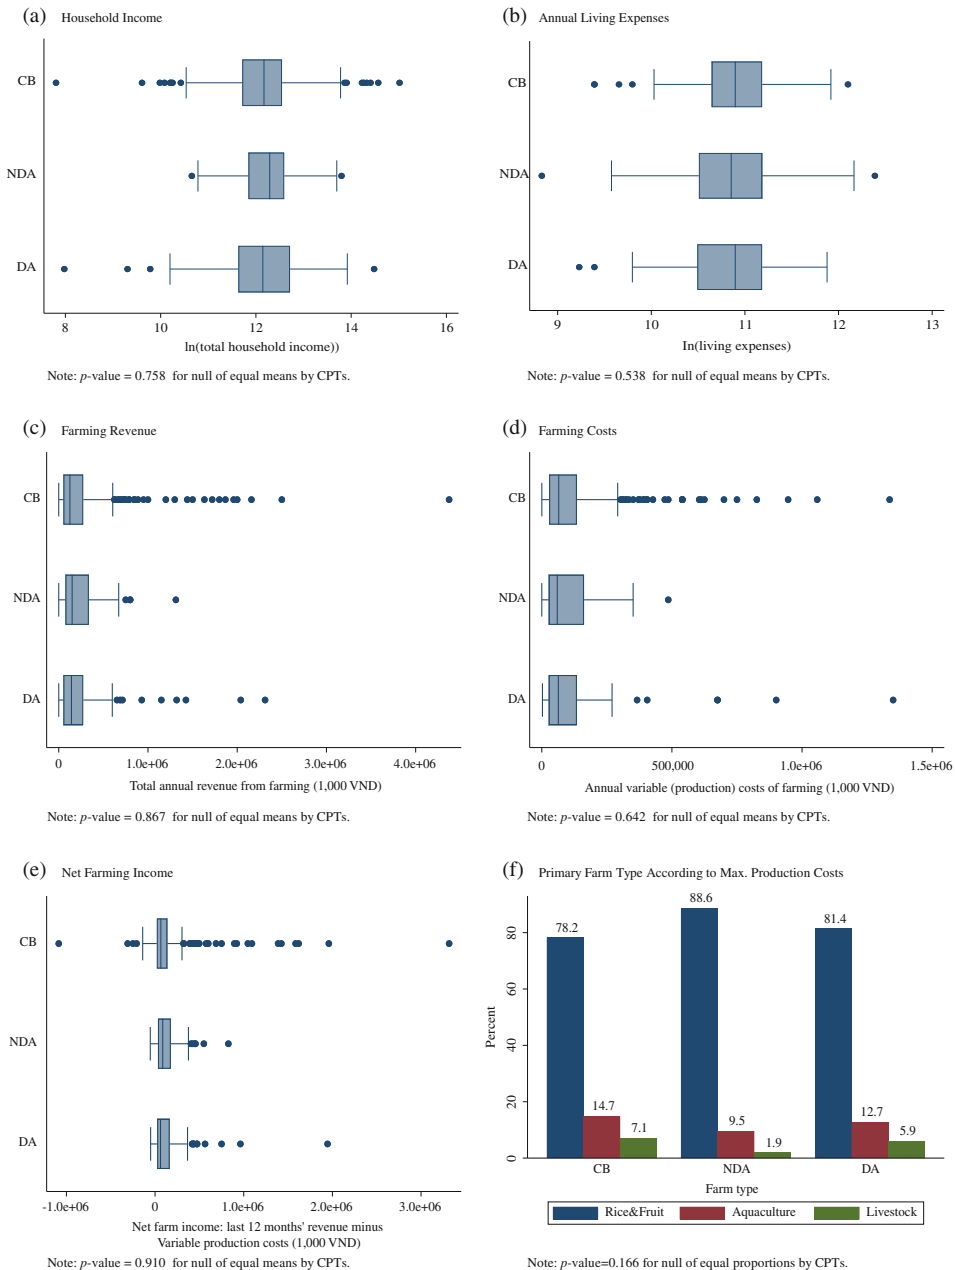 (a) Household Income
CB
NDA
DA
8 10 12 14 16
ln(total household income))
Note: p-value = 0.758 for null of equal means by CPTs.
(b) Annual Living Expenses
CB
NDA
DA
9 10 11 12 13
In(living expenses)
Note: p-value = 0.538 for null of equal means by CPTs.
(c) Farming Revenue
CB
NDA
DA
0 1.0e+06 2.0e+06 3.0e+06 4.0e+06
Total annual revenue from farming (1,000 VND)
Note: p-value = 0.867 for null of equal means by CPTs.
(d) Farming Costs
CB
NDA
DA
0 500,000 1.0e+06 1.5e+06
Annual variable (production) costs of farming (1,000 VND)
Note: p-value = 0.642 for null of equal means by CPTs.
(e) Net Farming Income
CB
NDA
DA
-1.0e+06 0 1.0e+06 2.0e+06 3.0e+06
Net farm income: last 12 months' revenue minus
Variable production costs (1,000 VND)
Note: p-value = 0.910 for null of equal means by CPTs.
(f) Primary Farm Type According to Max. Production Costs
Percent
80
60
40
20
0
78.2 14.7 7.1
88.6 9.5 1.9
81.4 12.7 5.9
CB NDA DA
Farm type
Rice&Fruit Aquaculture Livestock
Note: p-value=0.166 for null of equal proportions by CPTs.